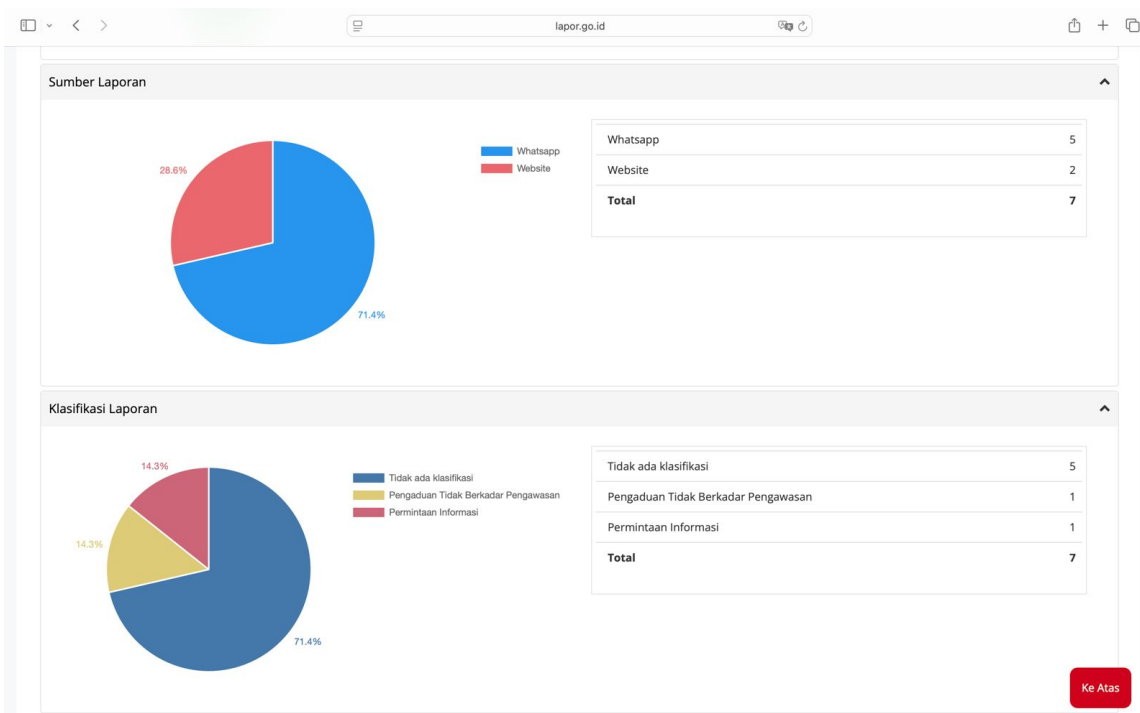 lapor.go.id
Sumber Laporan
28.6%
71.4%
Whatsapp
Website
Whatsapp 5
Website 2
Total 7
Klasifikasi Laporan
14.3%
14.3%
71.4%
Tidak ada klasifikasi
Pengaduan Tidak Berkadar Pengawasan
Permintaan Informasi
Tidak ada klasifikasi 5
Pengaduan Tidak Berkadar Pengawasan 1
Permintaan Informasi 1
Total 7
Ke Atas